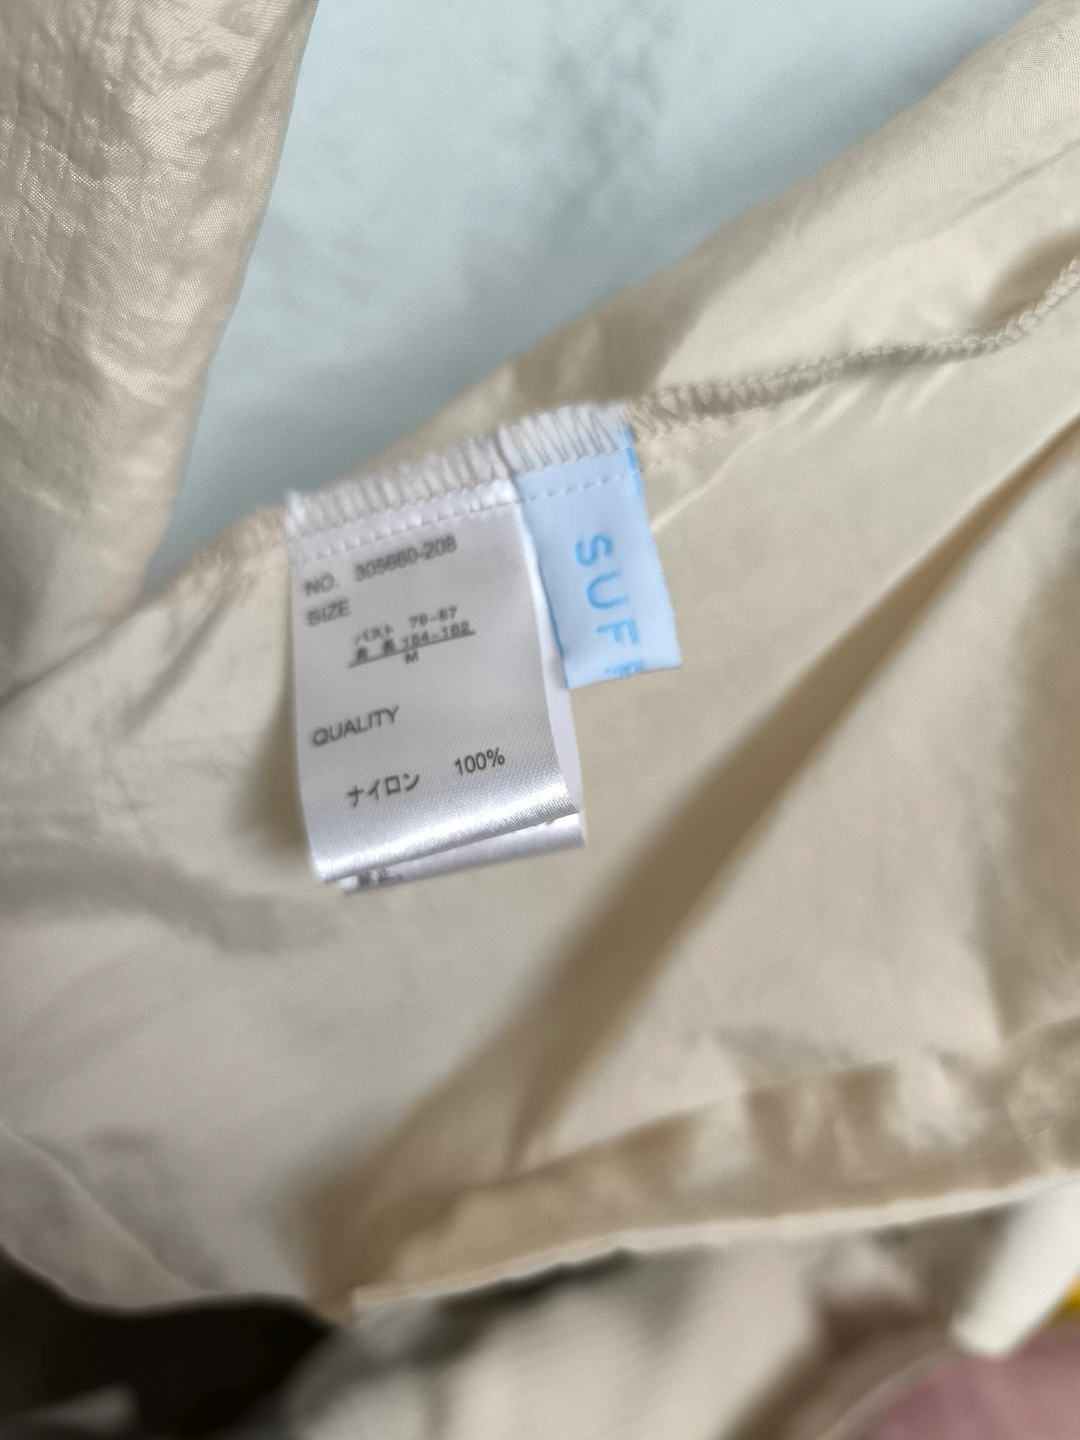 NO. 305660-208
SIZE
バスト 79-87
身長 154-162
M
QUALITY
ナイロン 100%
SUF